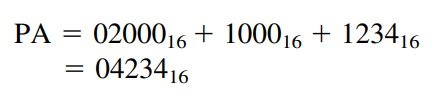 PA = 02000₁₆ + 1000₁₆ + 1234₁₆
= 04234₁₆